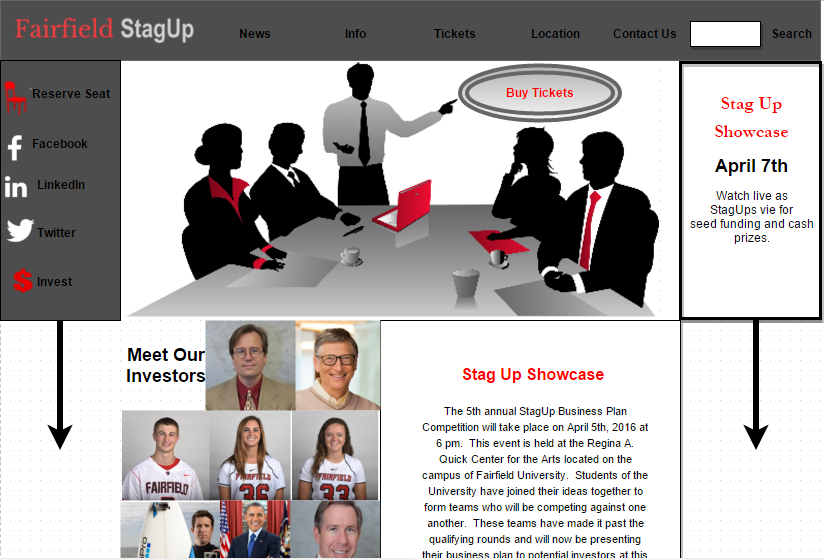 Fairfield StagUp
News
Info
Tickets
Location
Contact Us
Search
Reserve Seat
Facebook
LinkedIn
Twitter
Invest
Buy Tickets
Stag Up
Showcase
April 7th
Watch live as
StagUps vie for
seed funding and cash
prizes.
Meet Our
Investors
FAIRFIELD
FAIRFIELD
36
FAIRFIELD
33
Stag Up Showcase
The 5th annual StagUp Business Plan
Competition will take place on April 5th, 2016 at
6 pm. This event is held at the Regina A.
Quick Center for the Arts located on the
campus of Fairfield University. Students of the
University have joined their ideas together to
form teams who will be competing against one
another. These teams have made it past the
qualifying rounds and will now be presenting
their business plan to potential investors at this